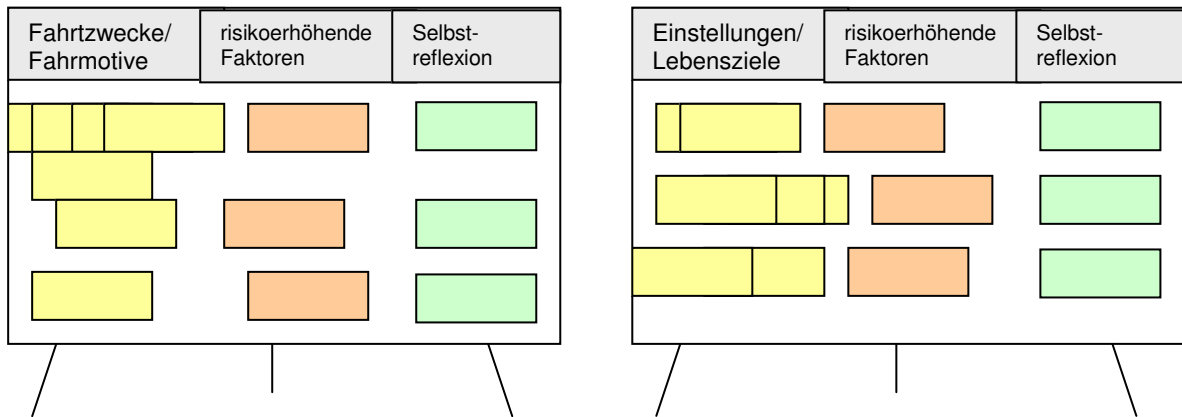 Fahrtzwecke/
Fahrmotive
risikoerhöhende
Faktoren
Selbst-
reflexion
Einstellungen/
Lebensziele
risikoerhöhende
Faktoren
Selbst-
reflexion